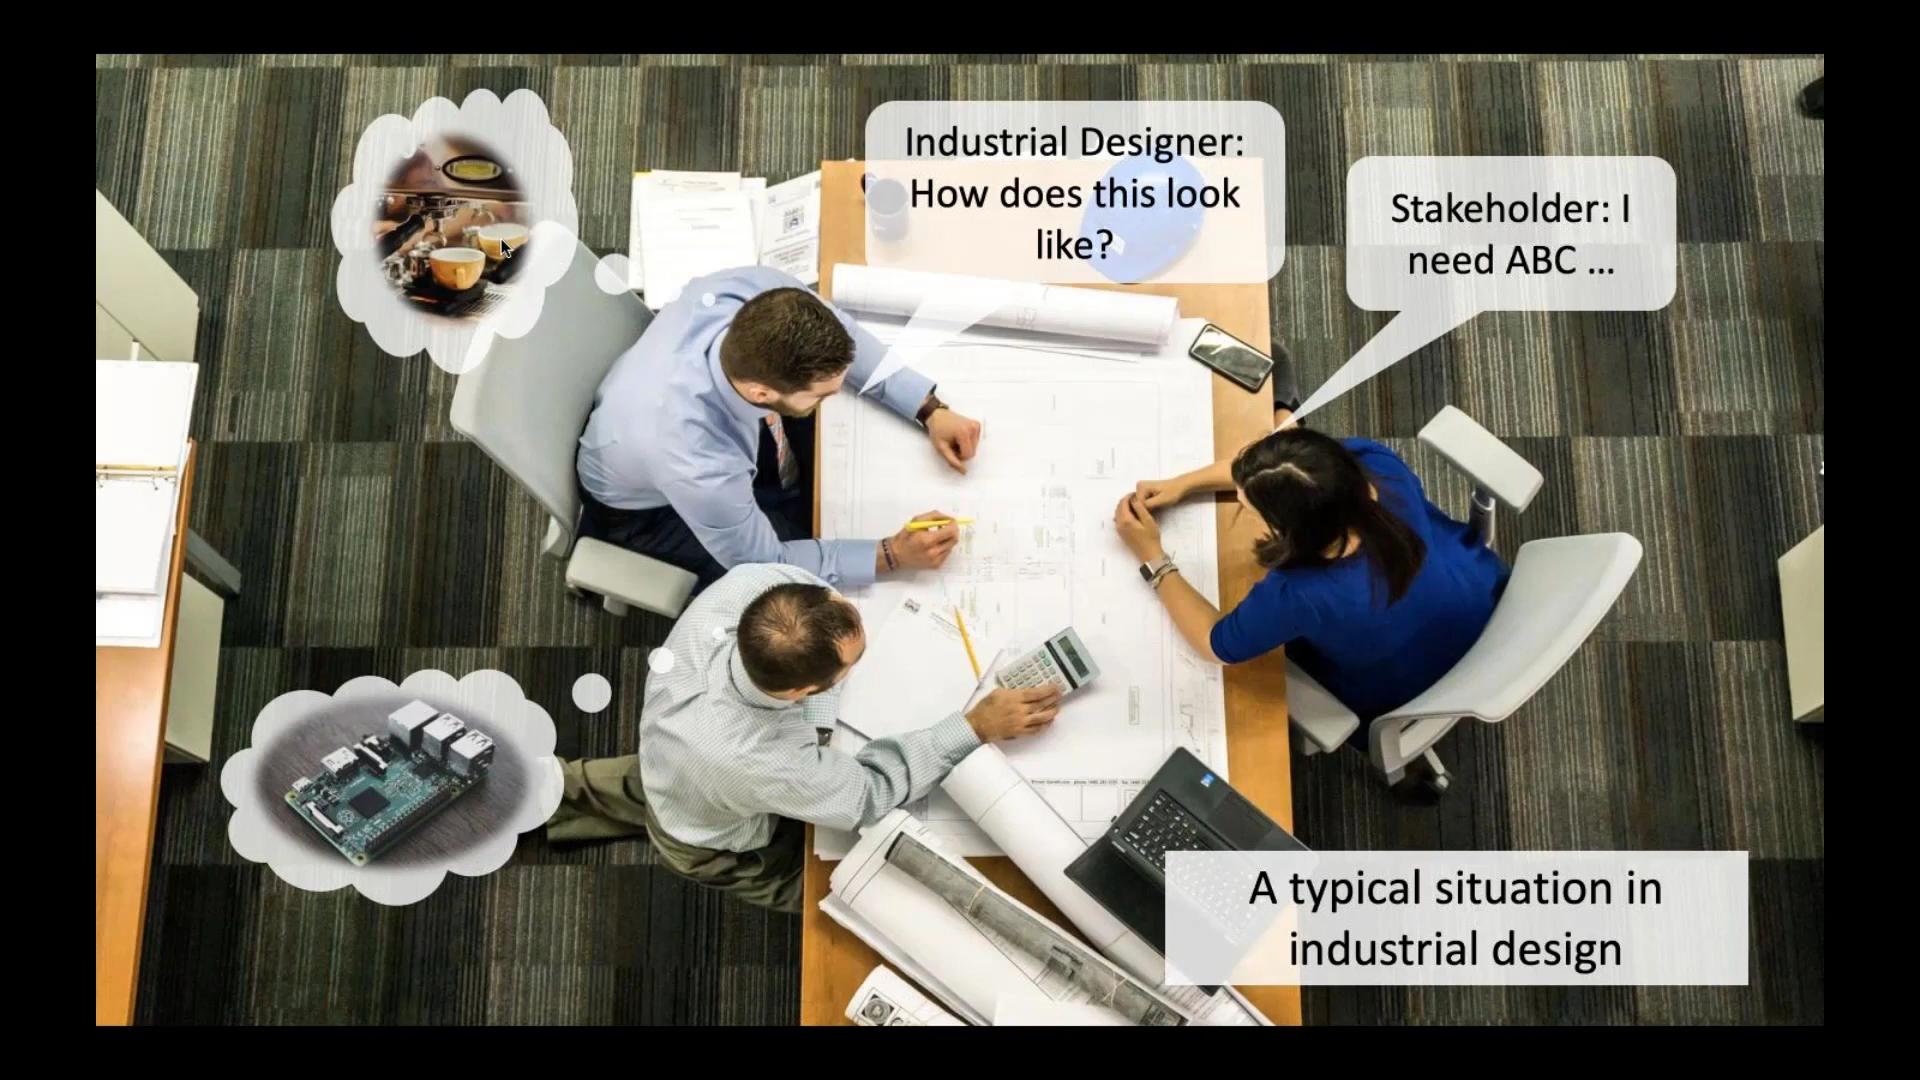 Industrial Designer:
How does this look
like?
Stakeholder: I
need ABC ...
A typical situation in
industrial design